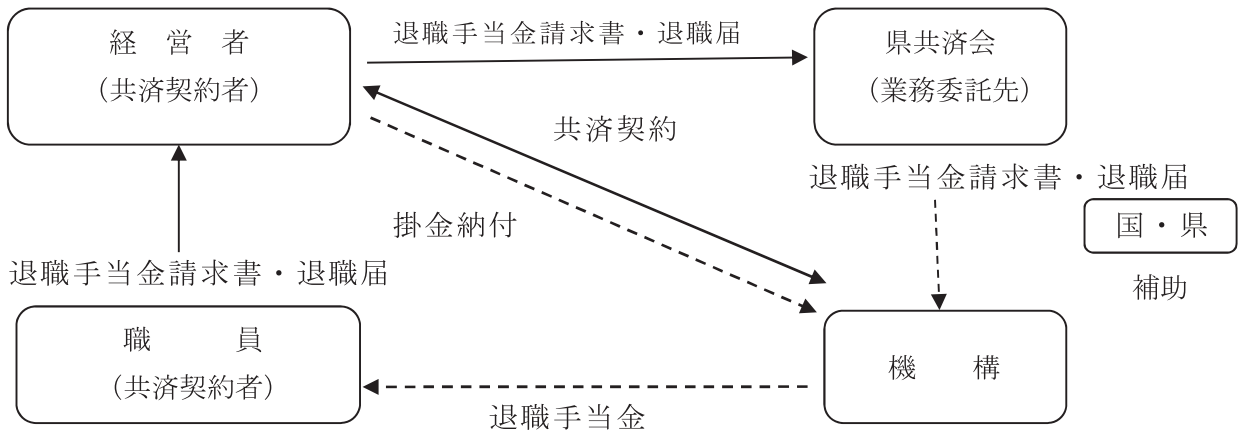 経　営　者
（共済契約者）
退職手当金請求書・退職届
県共済会
（業務委託先）
共済契約
退職手当金請求書・退職届
掛金納付
国・県
退職手当金請求書・退職届
補助
職　　　員
（共済契約者）
機　　構
退職手当金